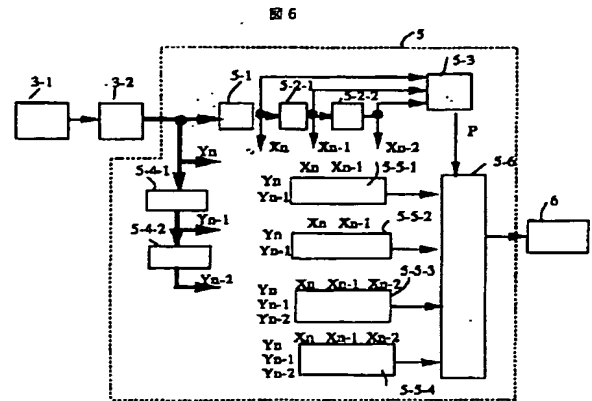 図 6
5
3-1
3-2
5-1
5-2-1
5-2-2
5-3
Yn
Xn
Xn-1
Xn-2
P
5-6
5-4-1
Yn-1
5-4-2
Yn-2
Xn Xn-1
5-5-1
Yn
Yn-1
Xn Xn-1
5-5-2
Yn
Yn-1
6
5-5-3
Xn Xn-1 Xn-2
Yn
Yn-1
Yn-2
Xn Xn-1 Xn-2
Yn
Yn-1
Yn-2
5-5-4